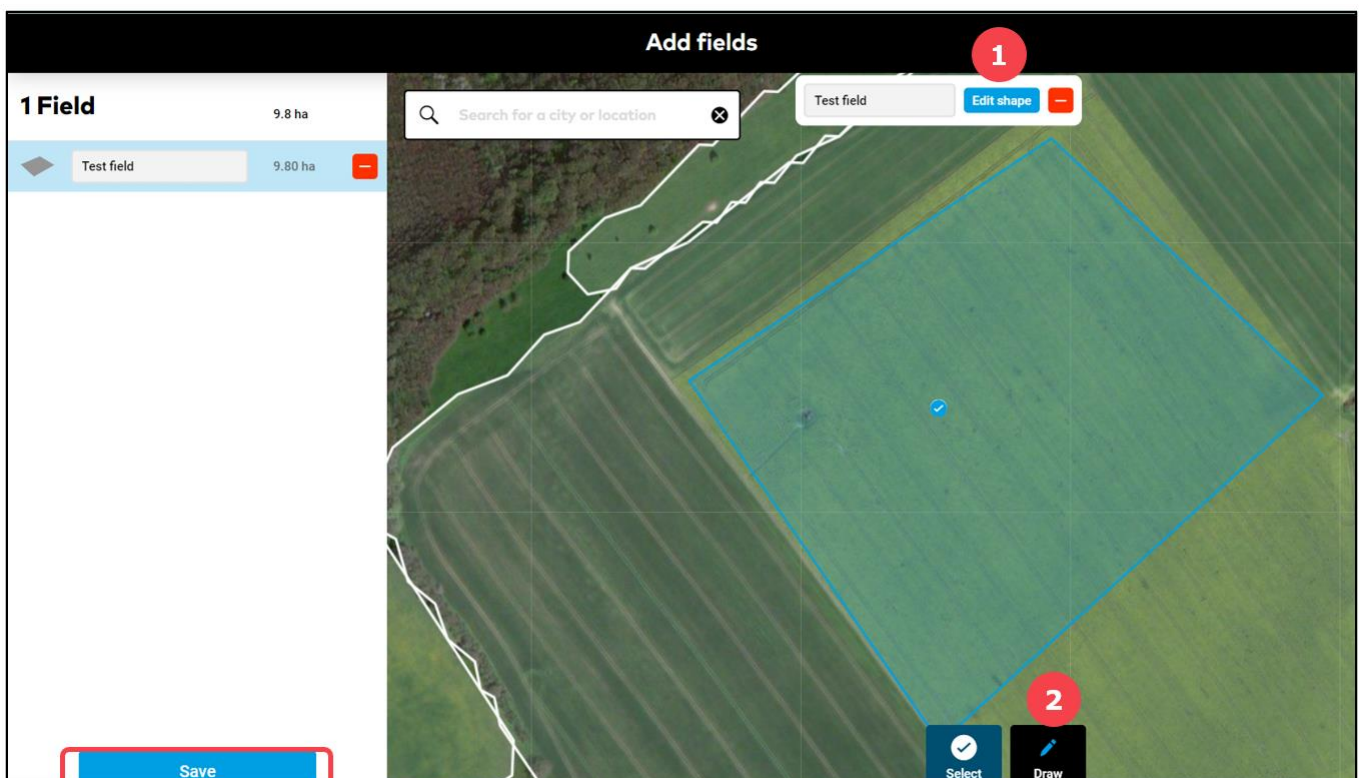 Add fields
1
1 Field
9.8 ha
Search for a city or location
Test field
Edit shape
Test field
9.80 ha
2
Save
Select
Draw